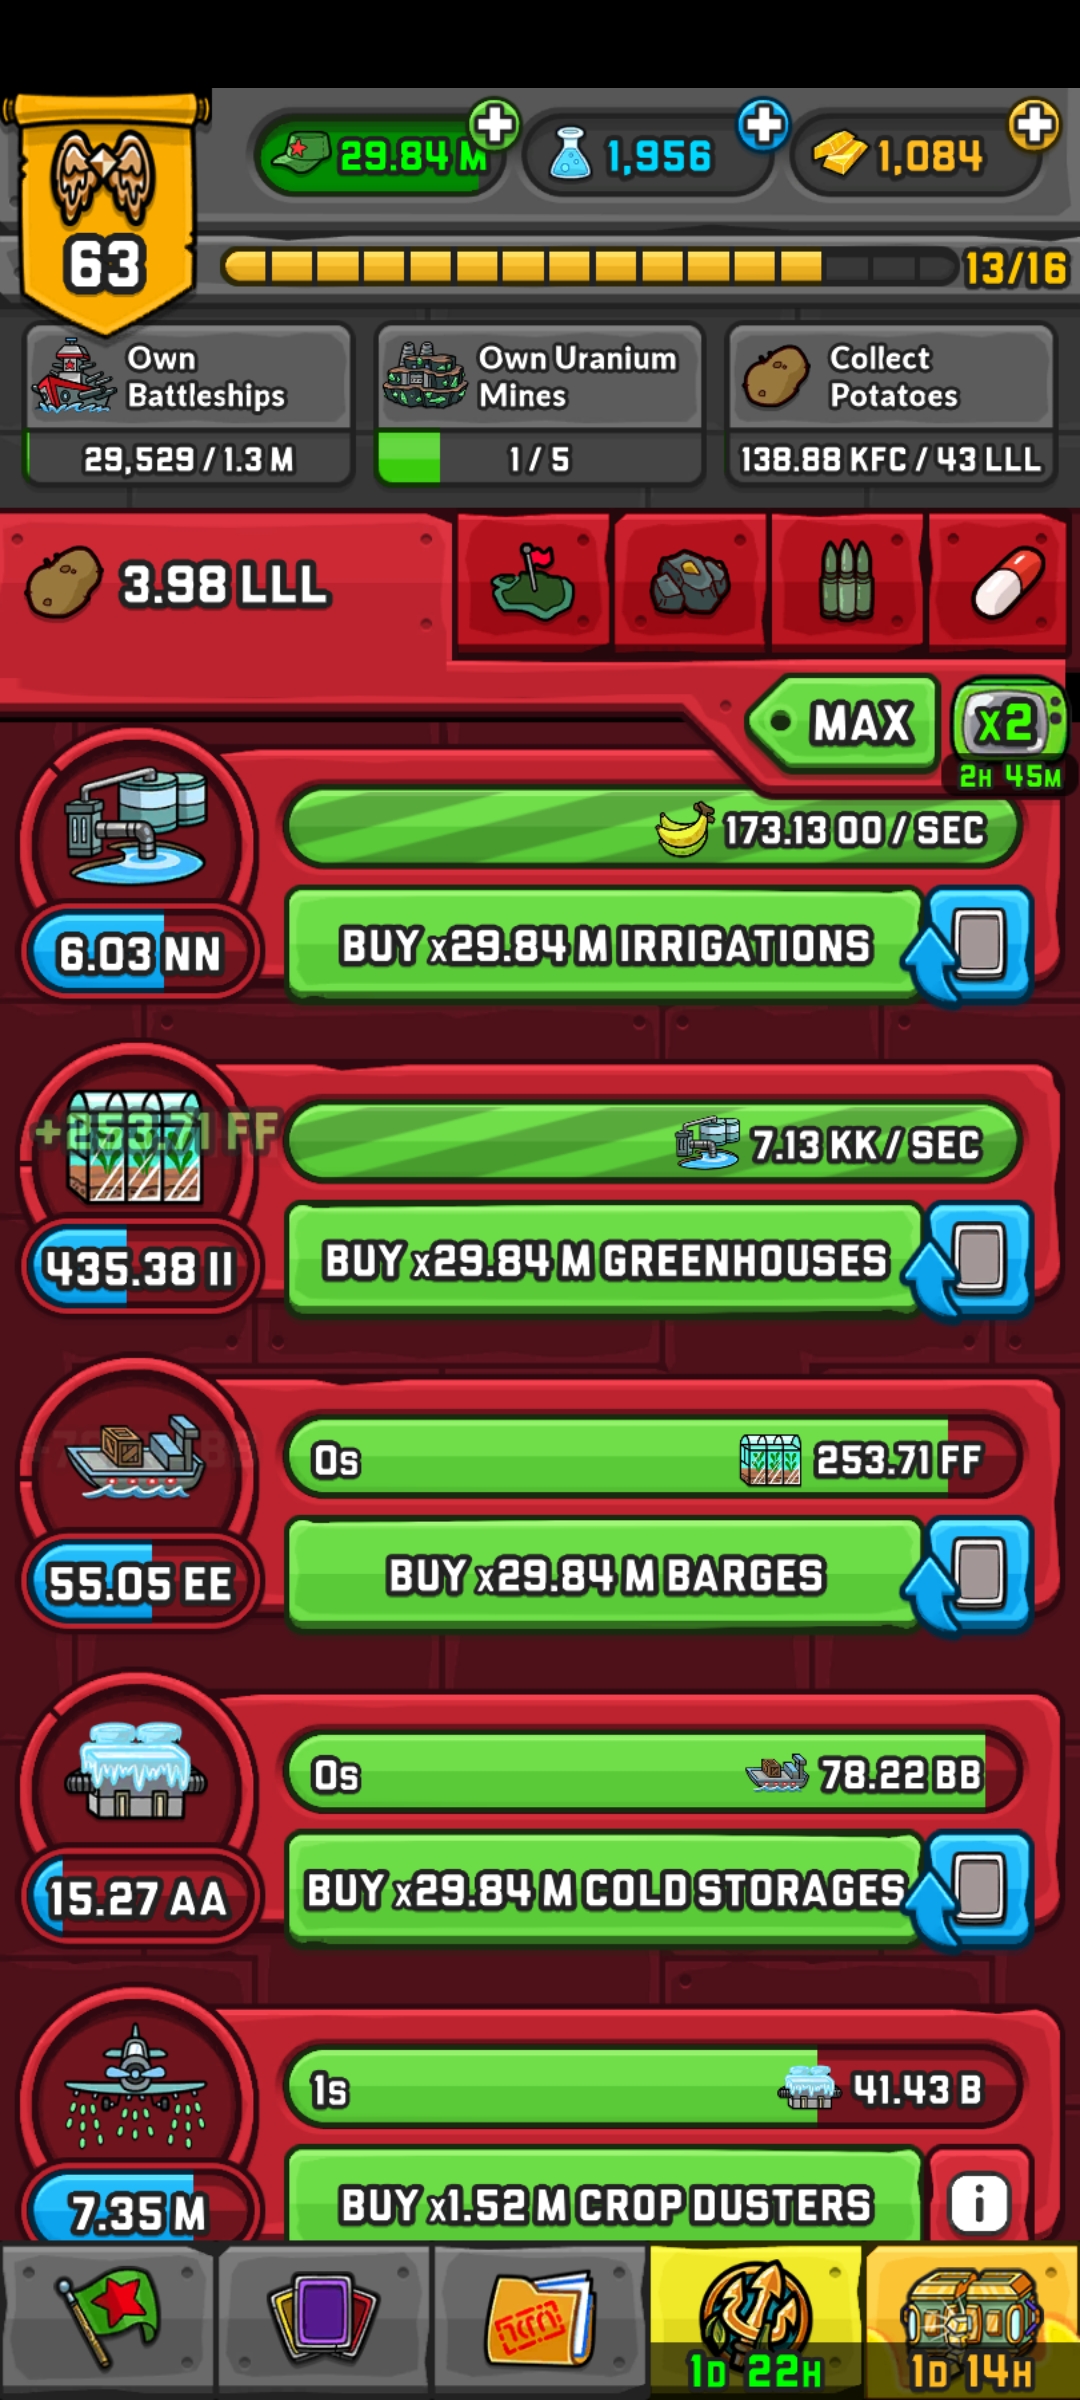 29.84 M
1,956
1,084
63
13/16
Own
Battleships
29,529 / 1.3 M
Own Uranium
Mines
1 / 5
Collect
Potatoes
138.88 KFC / 43 LLL
3.98 LLL
MAX
x2
2H 45M
173.13 OO / SEC
6.03 NN
BUY x29.84 M IRRIGATIONS
+253.71 FF
7.13 KK / SEC
435.38 II
BUY x29.84 M GREENHOUSES
0s
253.71 FF
55.05 EE
BUY x29.84 M BARGES
0s
78.22 BB
15.27 AA
BUY x29.84 M COLD STORAGES
1s
41.43 B
7.35 M
BUY x1.52 M CROP DUSTERS
i
1D 22H
1D 14H